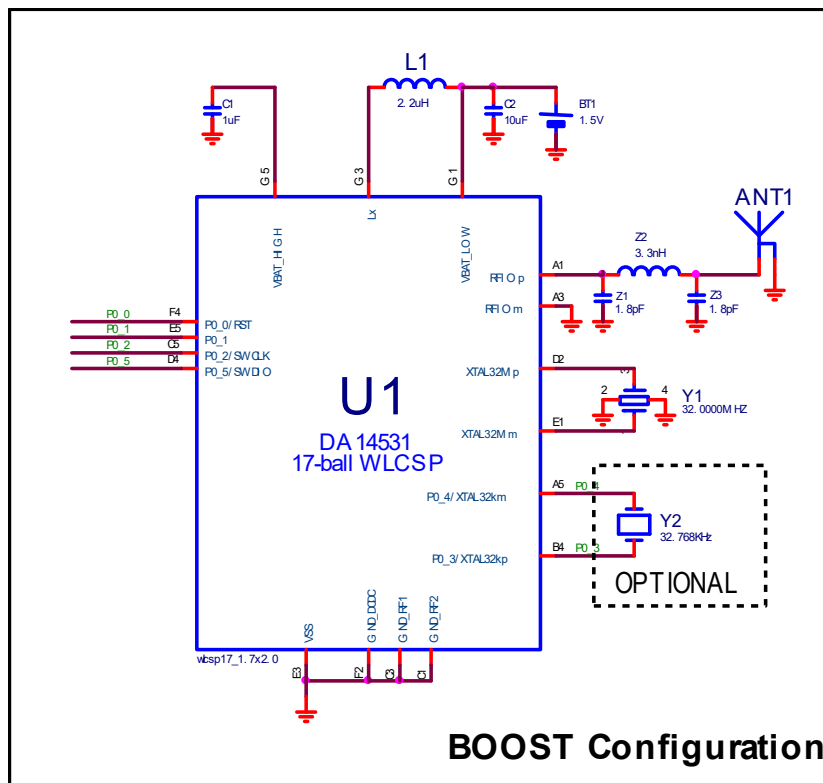 L1
2.2uH
C1
1uF
C2
10uF
BT1
1.5V
G5
G3
G1
VBAT_HIGH
Lx
VBAT_LOW
ANT1
Z2
3.3nH
A1
RFIOp
Z1
1.8pF
Z3
1.8pF
A3
RFIOm
P0_0
F4
P0_0/RST
P0_1
E5
P0_1
P0_2
C5
P0_2/SWCLK
P0_5
D4
P0_5/SWDIO
D2
XTAL32Mp
3
2
4
Y1
32.0000MHZ
E1
XTAL32Mm
U1
DA14531
17-ball WLCSP
A5
P0_4
P0_4/XTAL32km
Y2
32.768KHz
B4
P0_3
P0_3/XTAL32kp
OPTIONAL
VSS
GND_DCDC
GND_RF1
GND_RF2
wlcsp17_1.7x2.0
E3
F2
C3
C1
BOOST Configuration